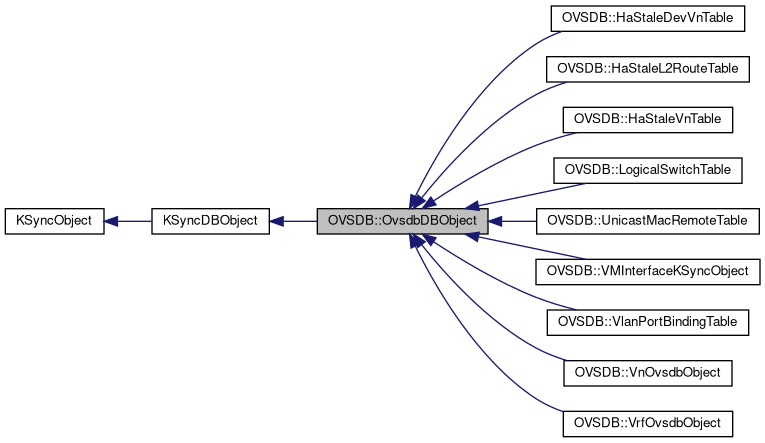 OVSDB::HaStaleDevVnTable
OVSDB::HaStaleL2RouteTable
OVSDB::HaStaleVnTable
OVSDB::LogicalSwitchTable
KSyncObject
KSyncDBObject
OVSDB::OvsdbDBObject
OVSDB::UnicastMacRemoteTable
OVSDB::VMInterfaceKSyncObject
OVSDB::VlanPortBindingTable
OVSDB::VnOvsdbObject
OVSDB::VrfOvsdbObject